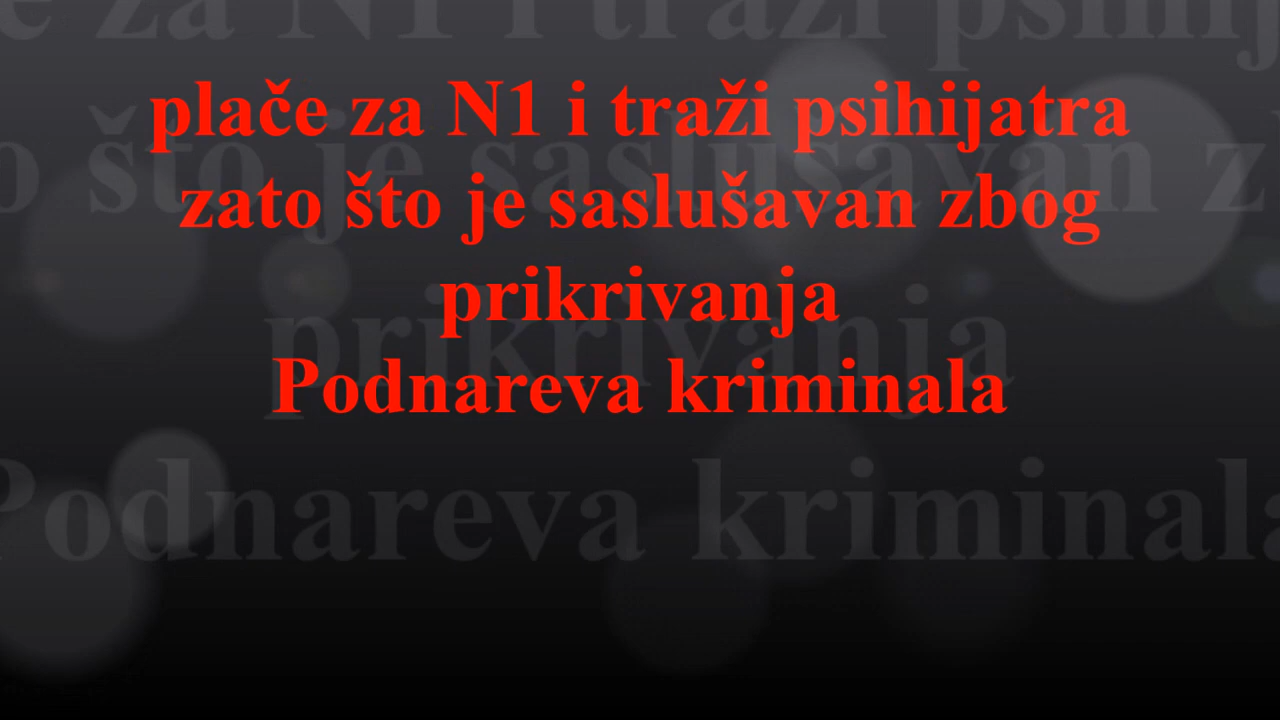 plače za N1 i traži psihijatra
zato što je saslušavan zbog
prikrivanja
Podnareva kriminala